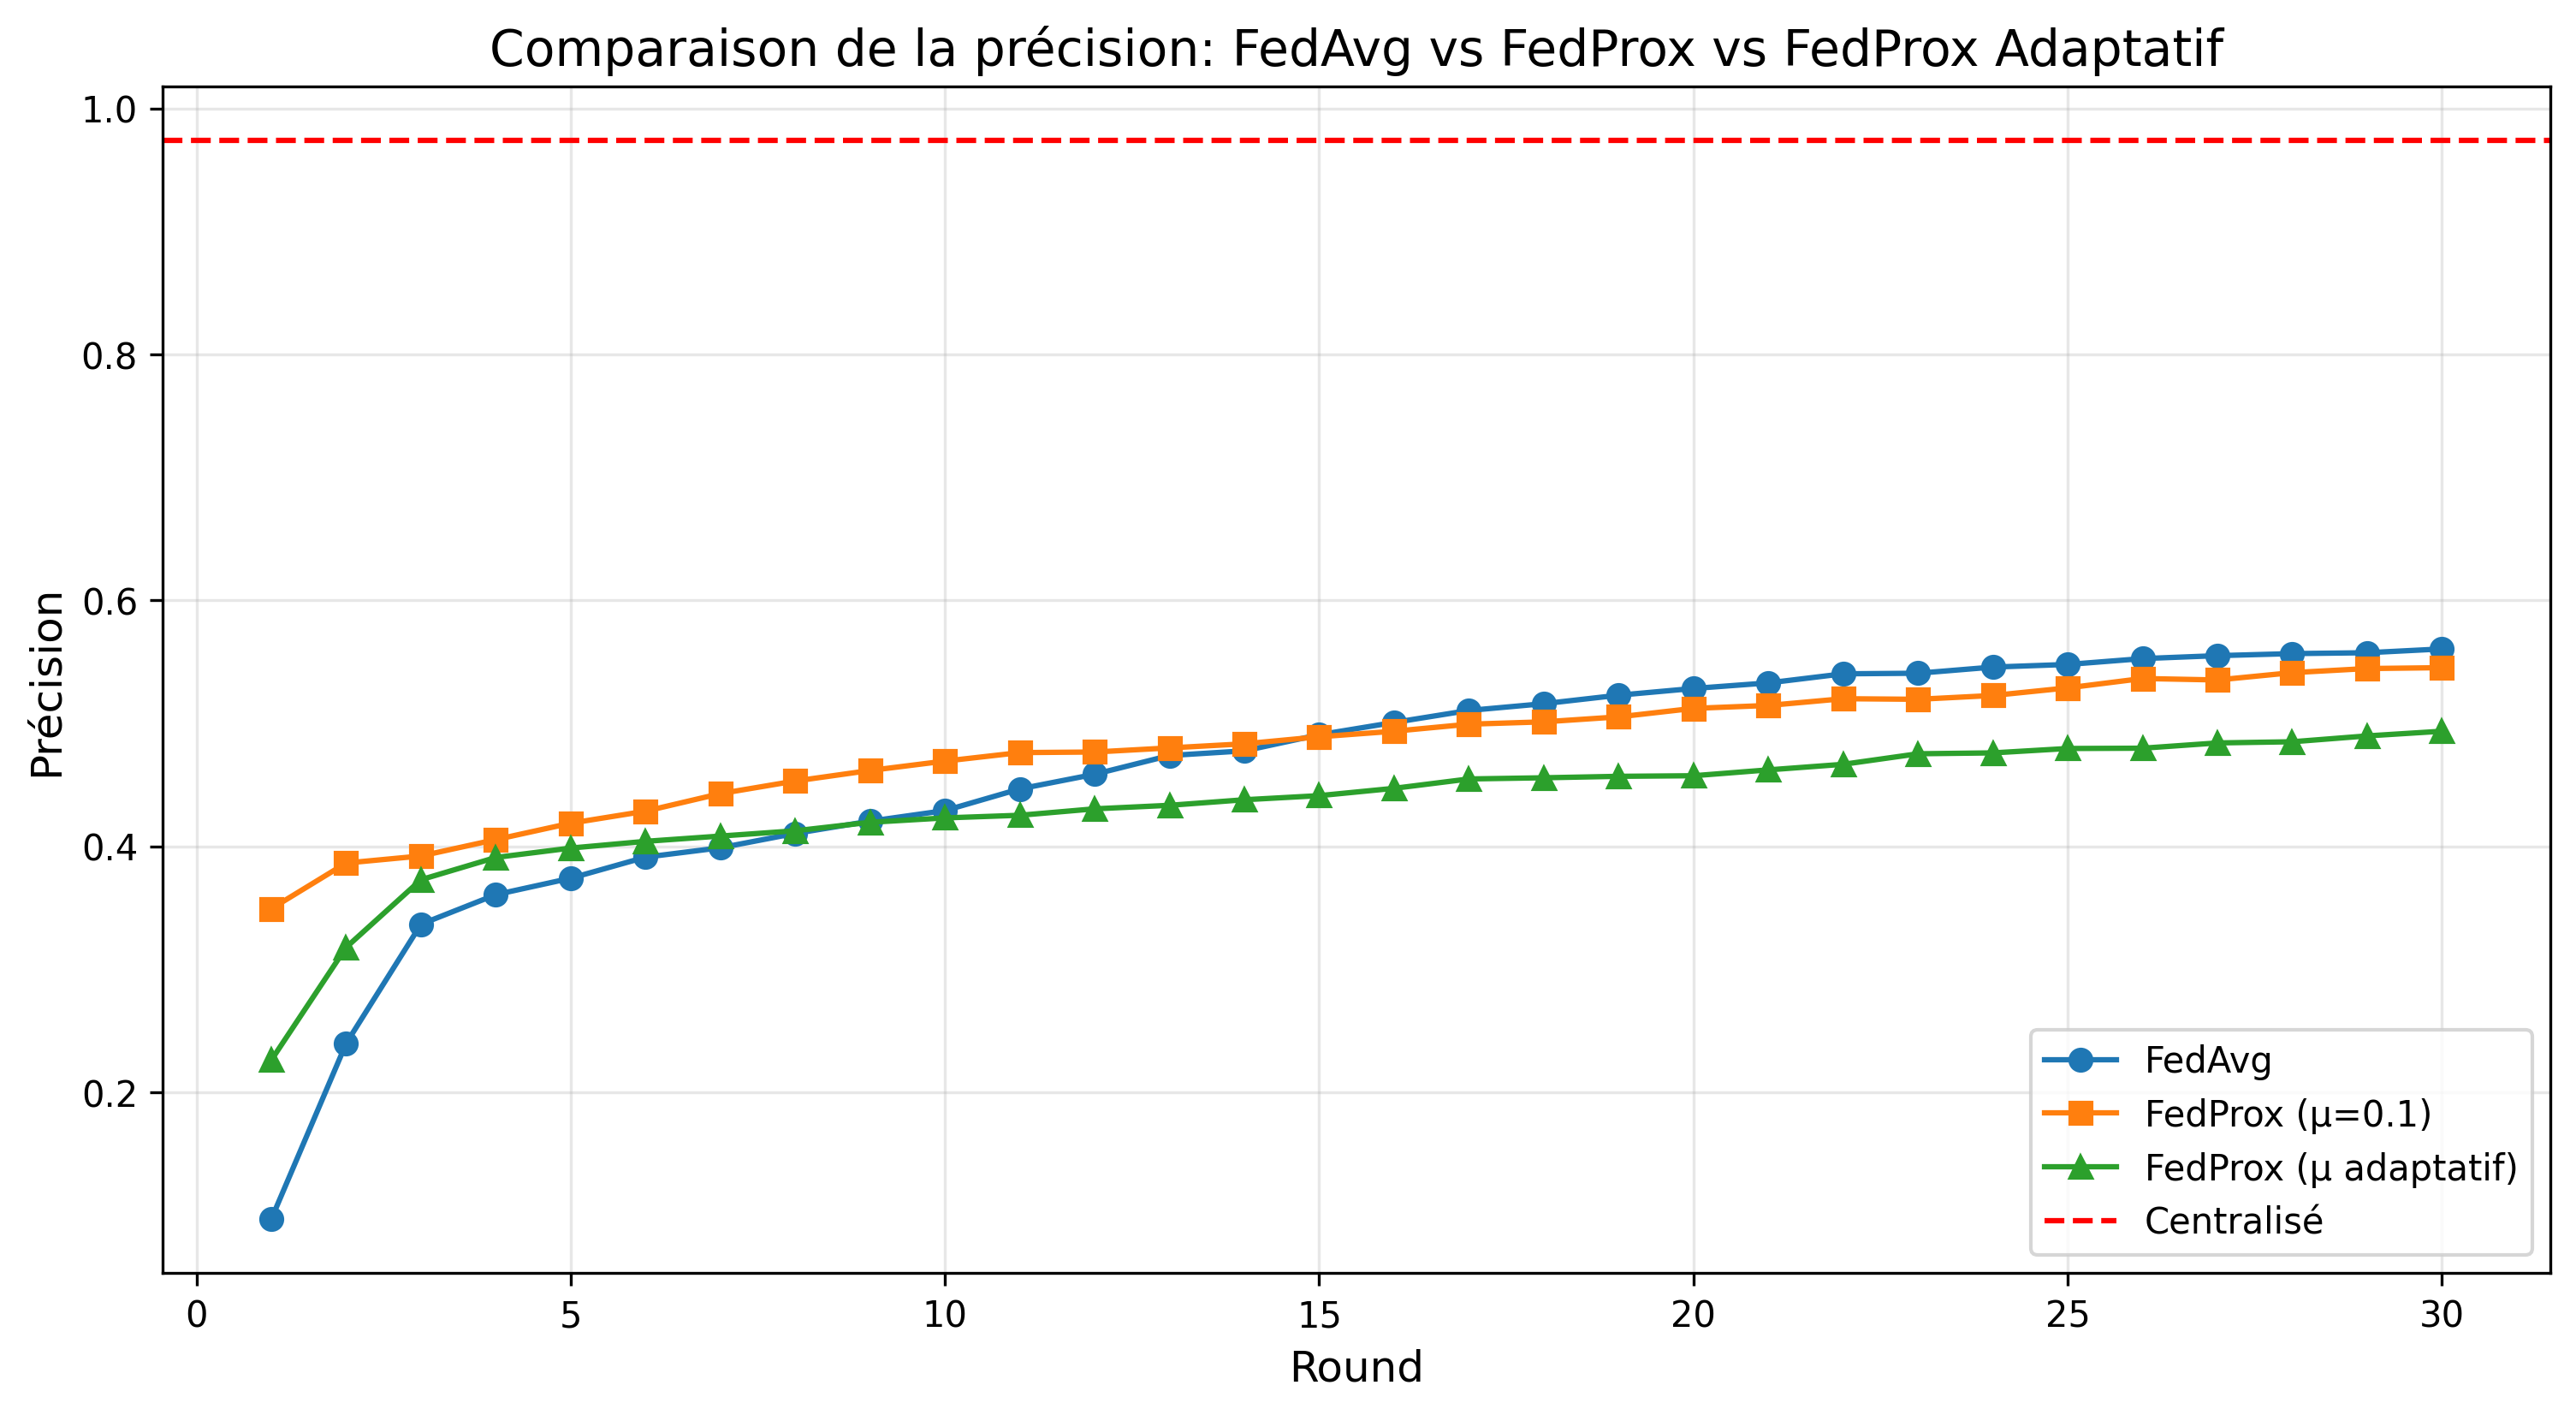 Comparaison de la précision: FedAvg vs FedProx vs FedProx Adaptatif
Précision
1.0
0.8
0.6
0.4
0.2
0 5 10 15 20 25 30
Round
FedAvg
FedProx (μ=0.1)
FedProx (μ adaptatif)
Centralisé